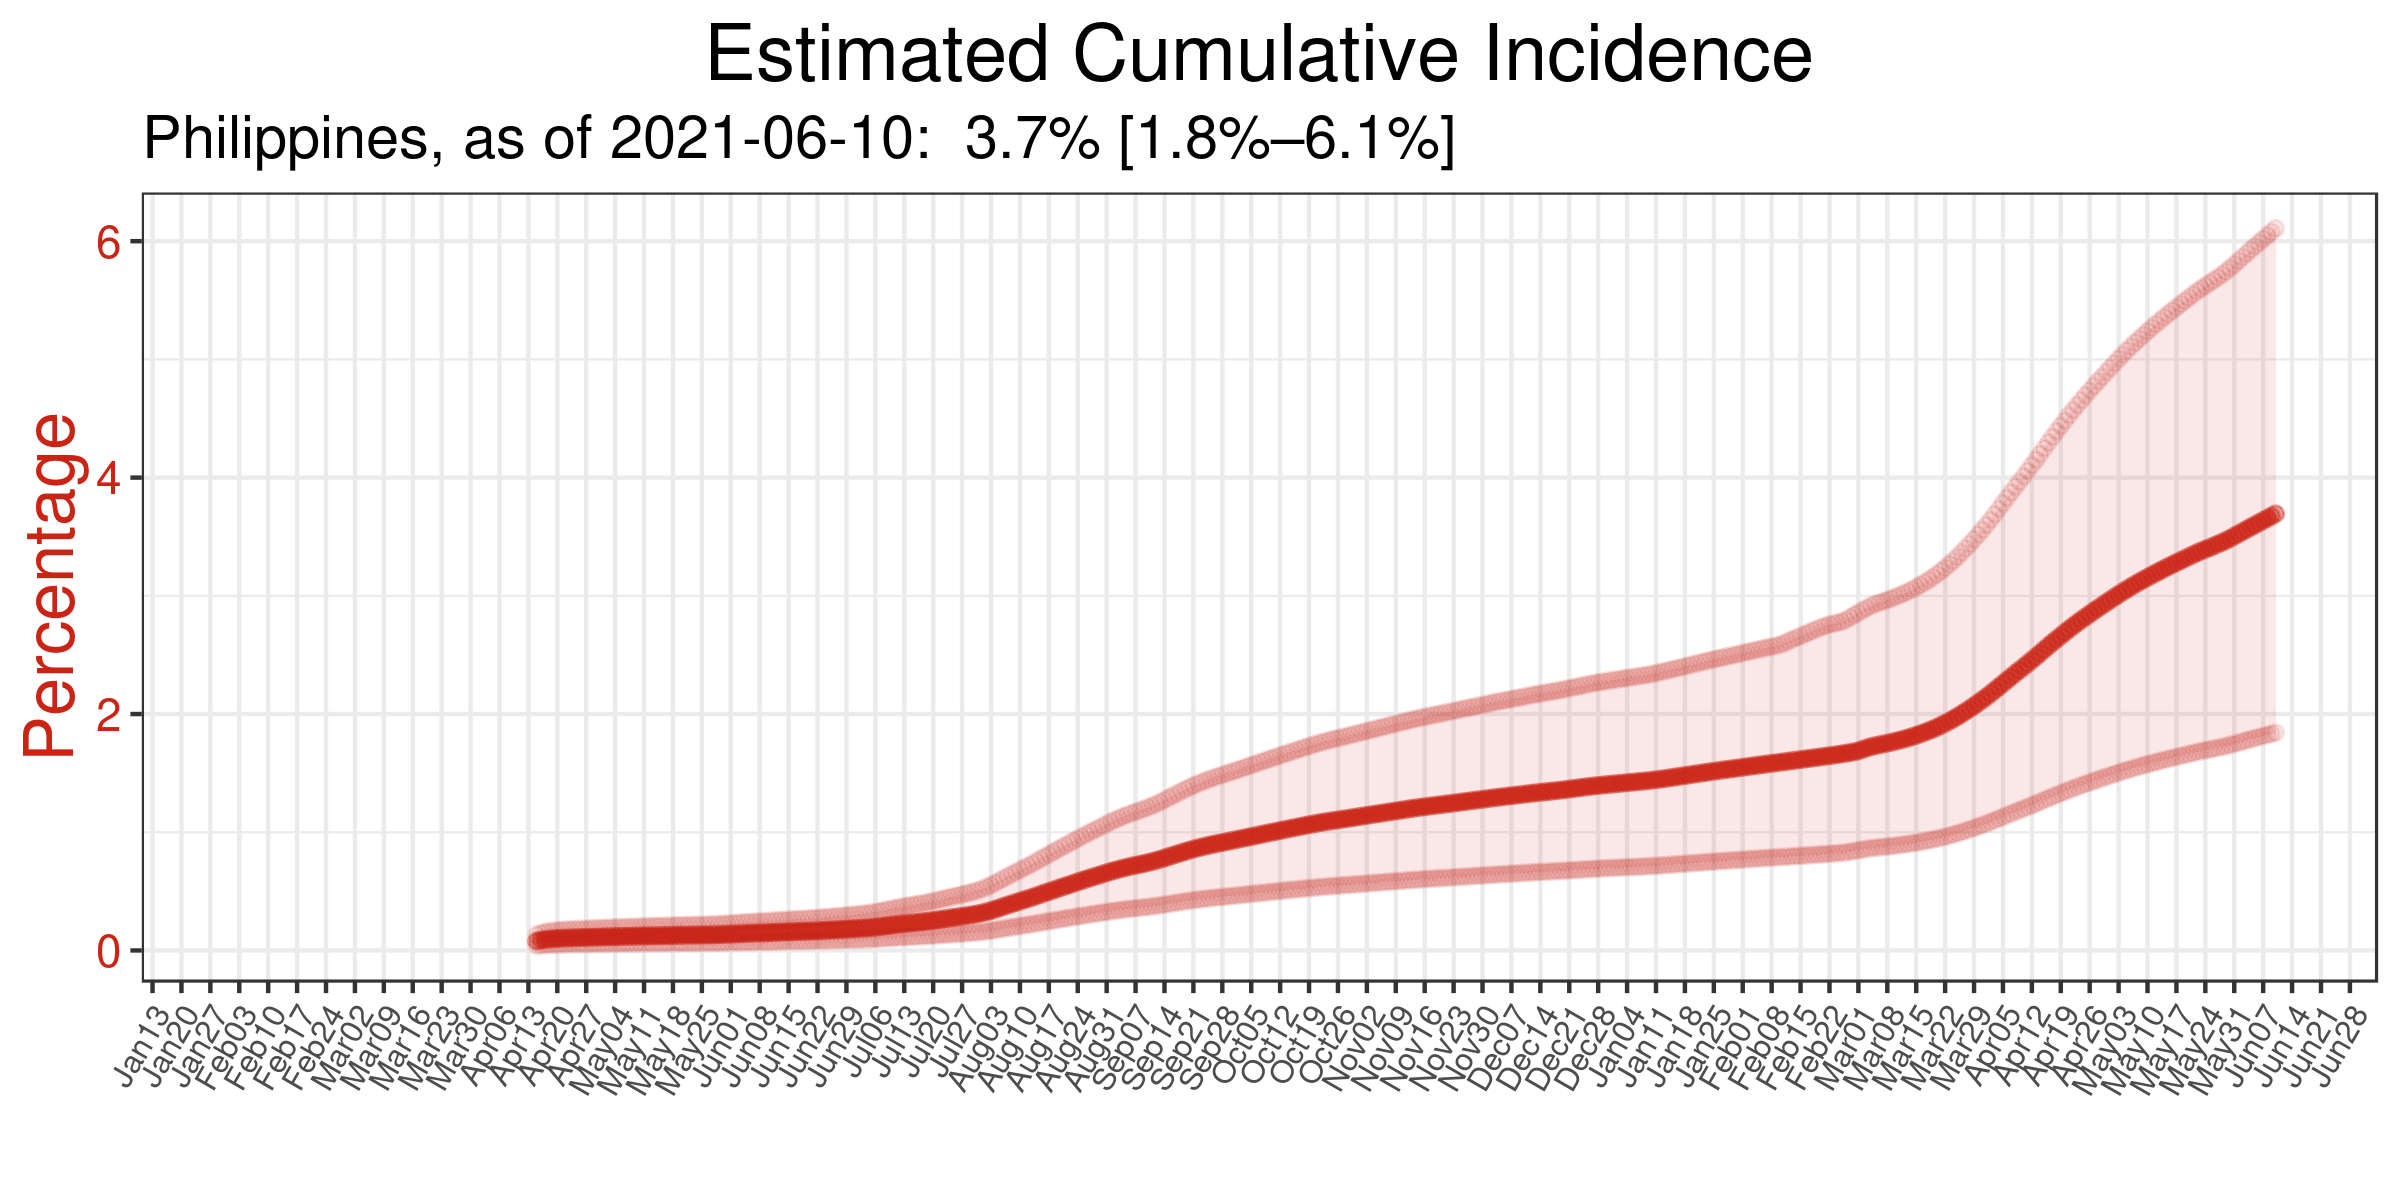 Estimated Cumulative Incidence
Philippines, as of 2021-06-10:  3.7% [1.8%–6.1%]
Percentage
6
4
2
0
Jan13
Jan20
Jan27
Feb03
Feb10
Feb17
Feb24
Mar02
Mar09
Mar16
Mar23
Mar30
Apr06
Apr13
Apr20
Apr27
May04
May11
May18
May25
Jun01
Jun08
Jun15
Jun22
Jun29
Jul06
Jul13
Jul20
Jul27
Aug03
Aug10
Aug17
Aug24
Aug31
Sep07
Sep14
Sep21
Sep28
Oct05
Oct12
Oct19
Oct26
Nov02
Nov09
Nov16
Nov23
Nov30
Dec07
Dec14
Dec21
Dec28
Jan04
Jan11
Jan18
Jan25
Feb01
Feb08
Feb15
Feb22
Mar01
Mar08
Mar15
Mar22
Mar29
Apr05
Apr12
Apr19
Apr26
May03
May10
May17
May24
May31
Jun07
Jun14
Jun21
Jun28